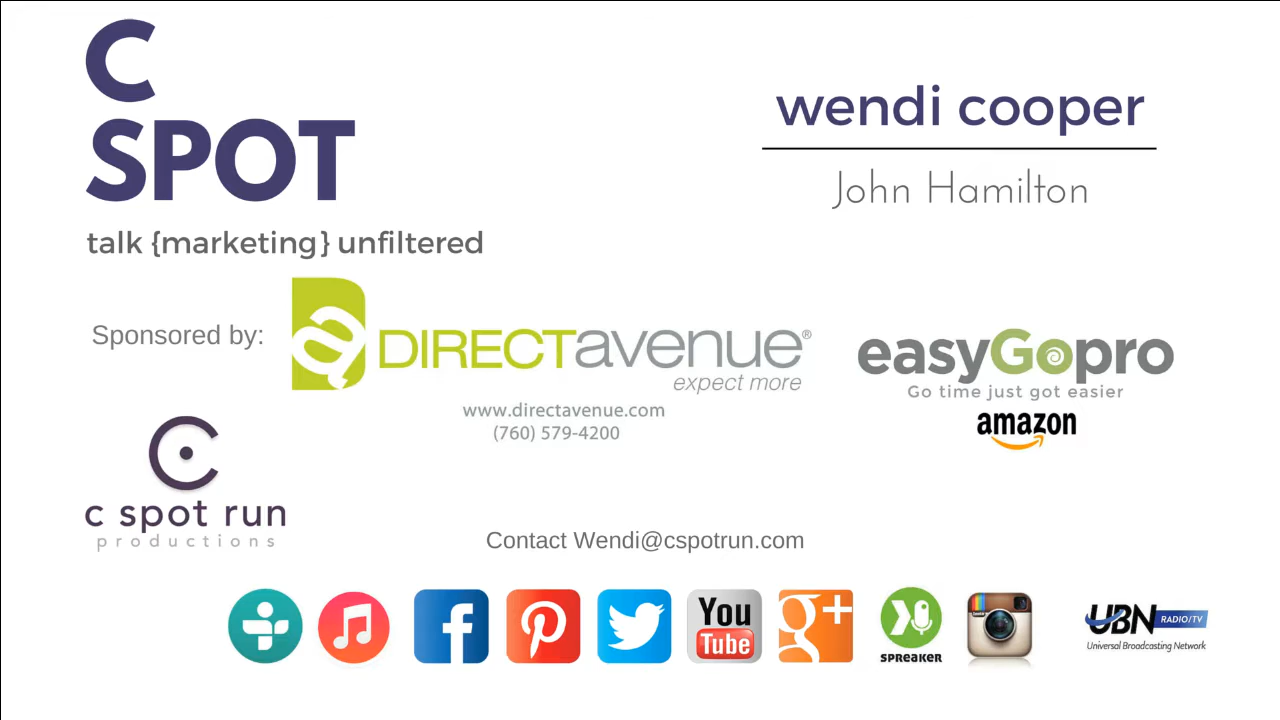 C
SPOT
talk {marketing} unfiltered
wendi cooper
John Hamilton
Sponsored by:
a DIRECTavenue®
expect more
www.directavenue.com
(760) 579-4200
easyGopro
Go time just got easier
amazon
c spot run
productions
Contact Wendi@cspotrun.com
f
You
Tube
g+
SPREAKER
UBN RADIO/TV
Universal Broadcasting Network